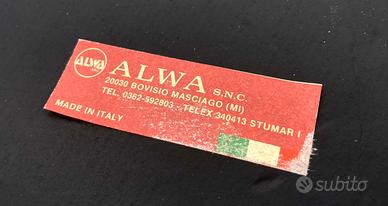 ALWA
ALWA S.N.C.
20030 BOVISIO MASCIAGO (MI)
TEL. 0362-592803 - TELEX 340413 STUMAR I
MADE IN ITALY
subito